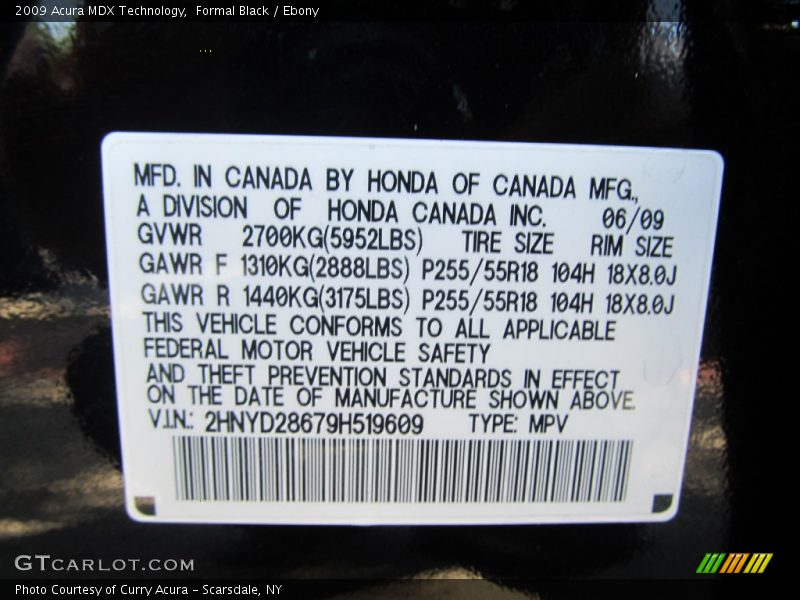 2009 Acura MDX Technology,  Formal Black / Ebony
MFD. IN CANADA BY HONDA OF CANADA MFG.,
A DIVISION OF HONDA CANADA INC. 06/09
GVWR 2700KG(5952LBS) TIRE SIZE RIM SIZE
GAWR F 1310KG(2888LBS) P255/55R18 104H 18X8.0J
GAWR R 1440KG(3175LBS) P255/55R18 104H 18X8.0J
THIS VEHICLE CONFORMS TO ALL APPLICABLE
FEDERAL MOTOR VEHICLE SAFETY
AND THEFT PREVENTION STANDARDS IN EFFECT
ON THE DATE OF MANUFACTURE SHOWN ABOVE.
V.I.N.: 2HNYD28679H519609 TYPE: MPV
GTCARLOT.COM
Photo Courtesy of Curry Acura - Scarsdale, NY